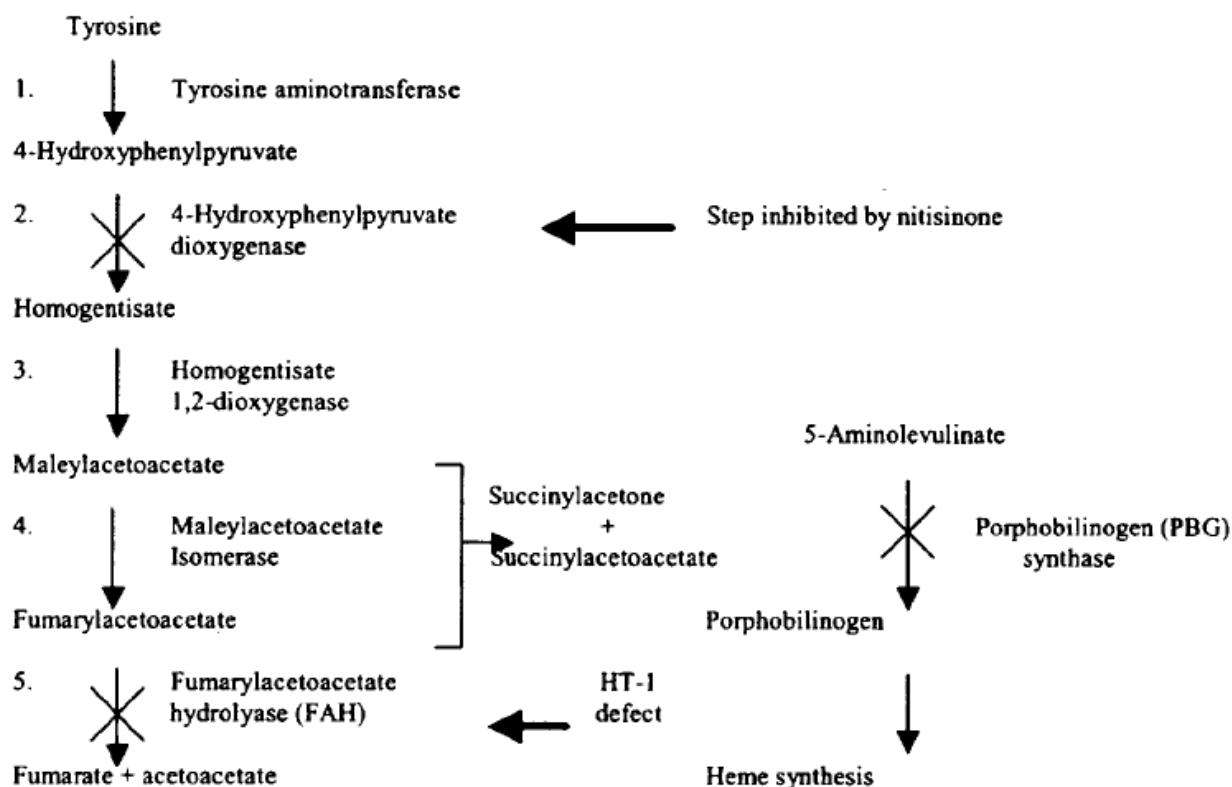 Tyrosine
1. Tyrosine aminotransferase
4-Hydroxyphenylpyruvate
2. 4-Hydroxyphenylpyruvate
dioxygenase
Step inhibited by nitisinone
Homogentisate
3. Homogentisate
1,2-dioxygenase
Maleylacetoacetate
4. Maleylacetoacetate
Isomerase
Fumarylacetoacetate
5. Fumarylacetoacetate
hydrolyase (FAH)
Fumarate + acetoacetate
Succinylacetone
+
Succinylacetoacetate
HT-1
defect
5-Aminolevulinate
Porphobilinogen (PBG)
synthase
Porphobilinogen
Heme synthesis